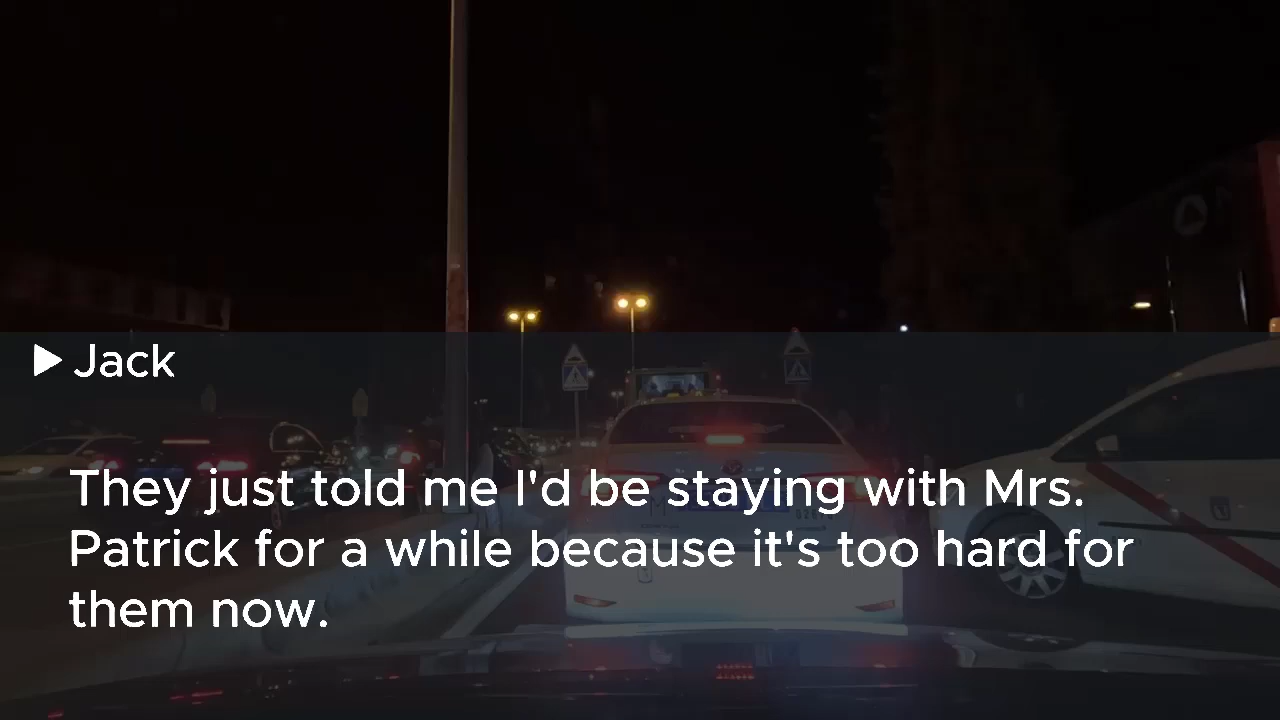 Jack
They just told me I'd be staying with Mrs.
Patrick for a while because it's too hard for
them now.